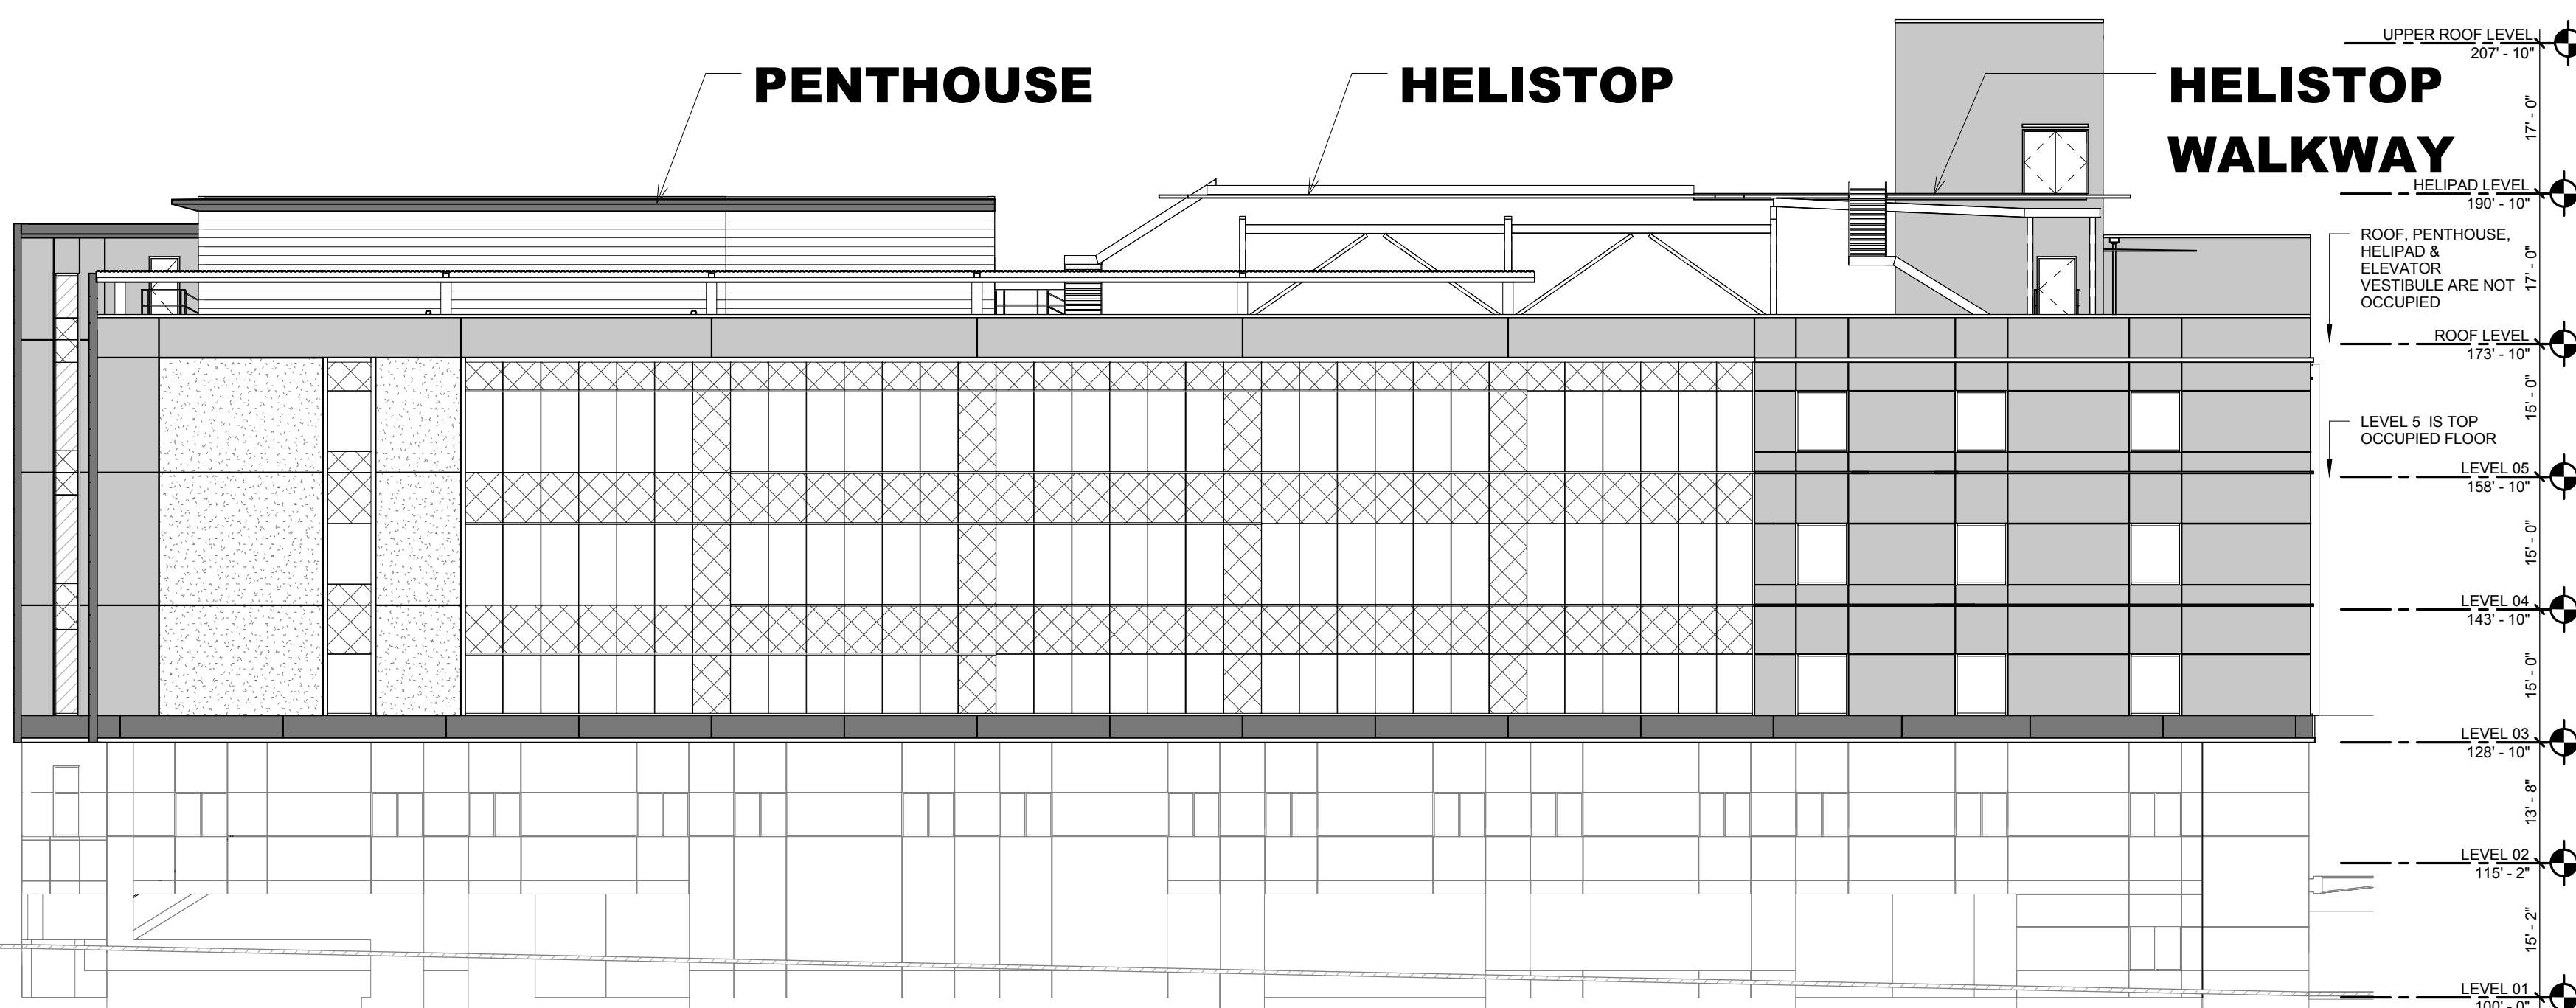 PENTHOUSE
HELISTOP
HELISTOP
WALKWAY
UPPER ROOF LEVEL
207' - 10"
17' - 0"
HELIPAD LEVEL
190' - 10"
ROOF, PENTHOUSE,
HELIPAD &
ELEVATOR
VESTIBULE ARE NOT
OCCUPIED
17' - 0"
ROOF LEVEL
173' - 10"
15' - 0"
LEVEL 5 IS TOP
OCCUPIED FLOOR
LEVEL 05
158' - 10"
15' - 0"
LEVEL 04
143' - 10"
15' - 0"
LEVEL 03
128' - 10"
13' - 8"
LEVEL 02
115' - 2"
15' - 2"
LEVEL 01
100' - 0"